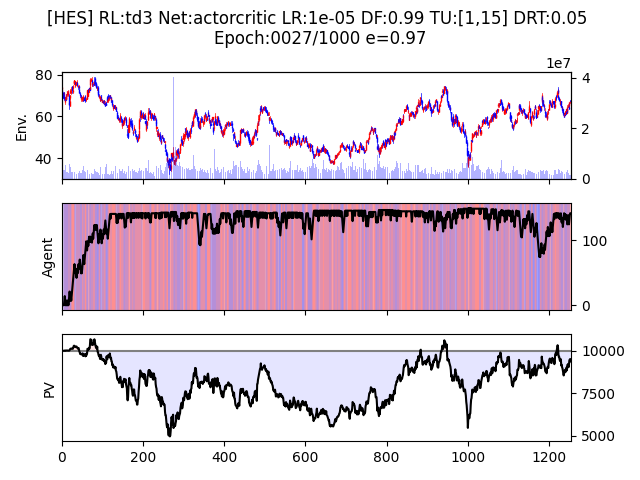 [HES] RL:td3 Net:actorcritic LR:1e-05 DF:0.99 TU:[1,15] DRT:0.05
Epoch:0027/1000 e=0.97
1e7
80
60
40
Env.
4
2
0
Agent
100
0
PV
10000
7500
5000
0 200 400 600 800 1000 1200